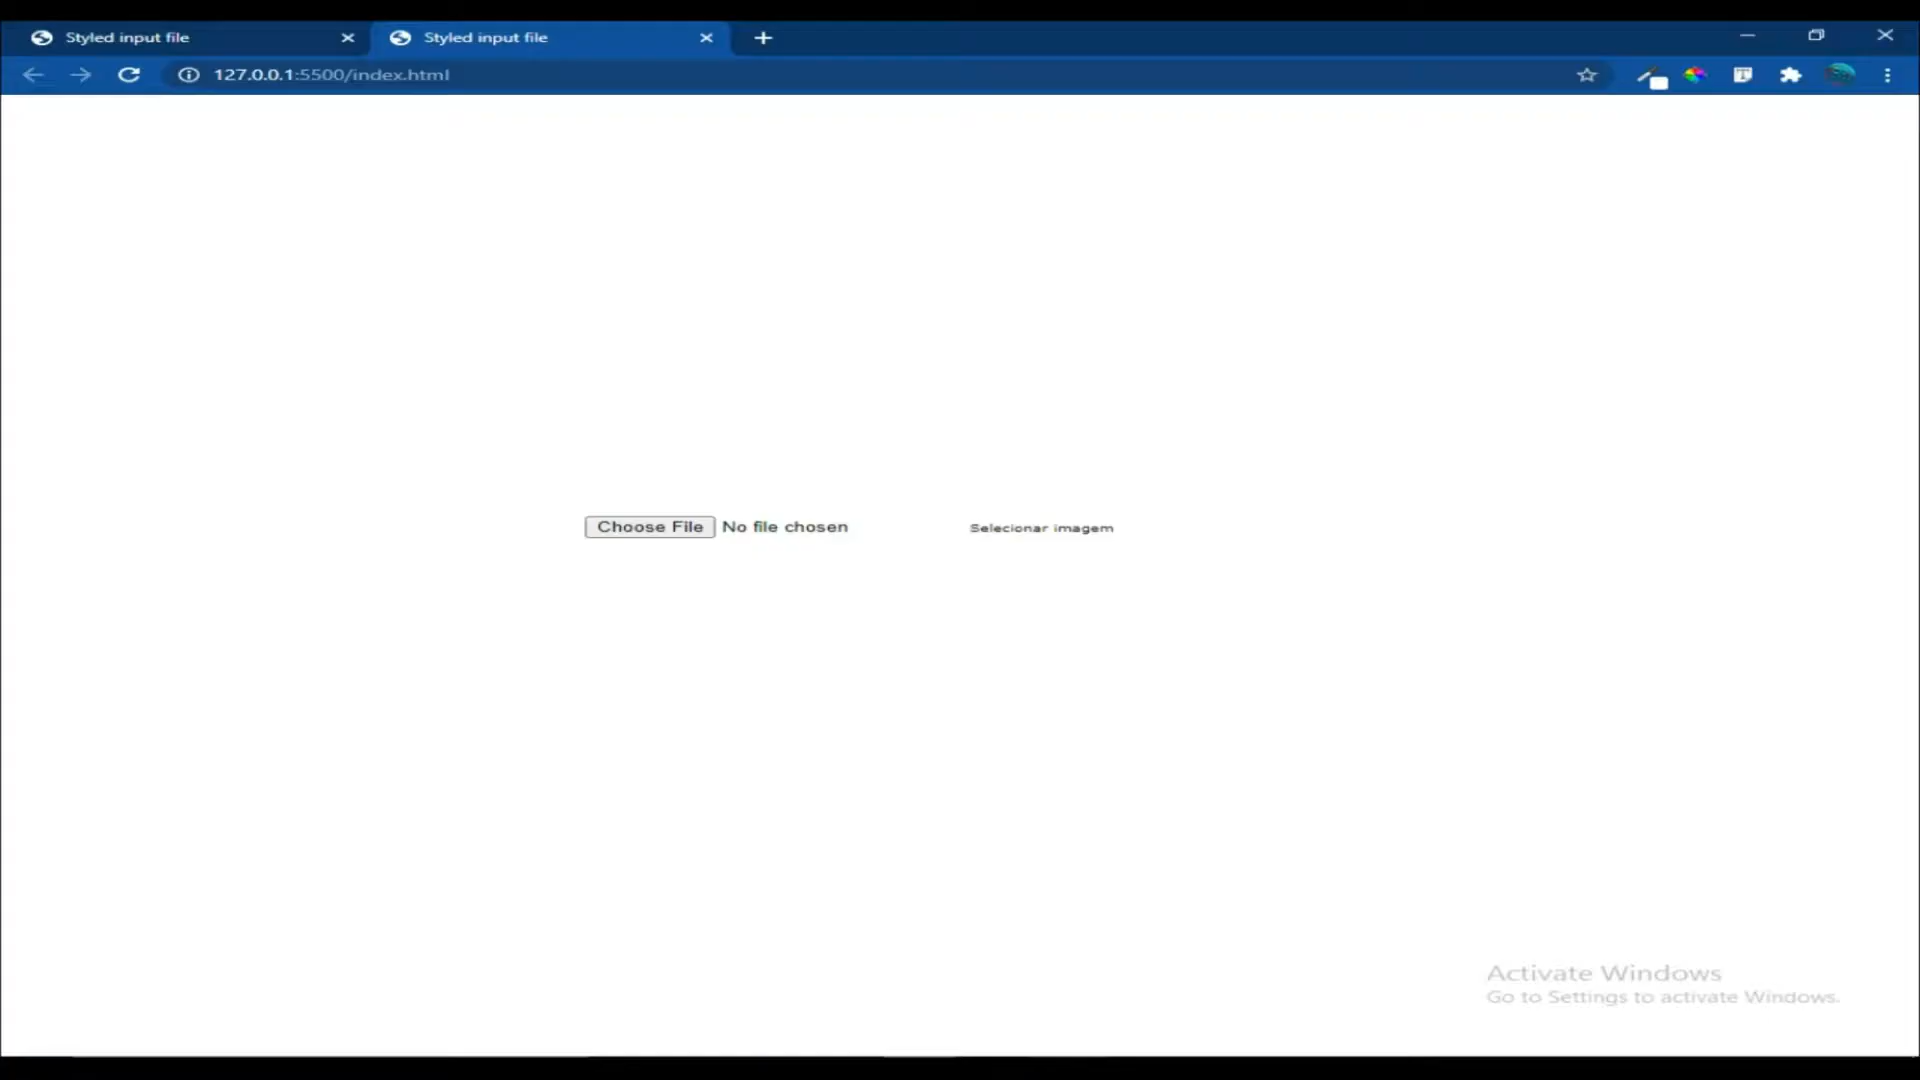 Styled input file
Styled input file
127.0.0.1:5500/index.html
Choose File No file chosen
Selecionar imagem
Activate Windows
Go to Settings to activate Windows.